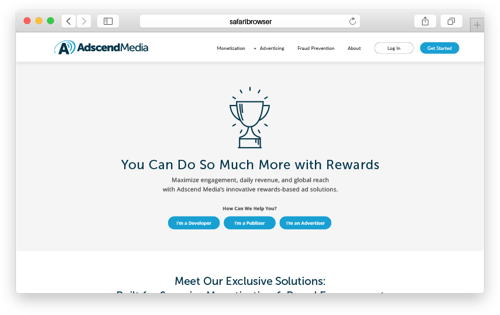 safaribrowser
AdscendMedia
Monetization Advertising Fraud Prevention About Log In Get Started
You Can Do So Much More with Rewards
Maximize engagement, daily revenue, and global reach
with Adscend Media's innovative rewards-based ad solutions.
How Can We Help You?
I'm a Developer I'm a Publiser I'm an Advertiser
Meet Our Exclusive Solutions: